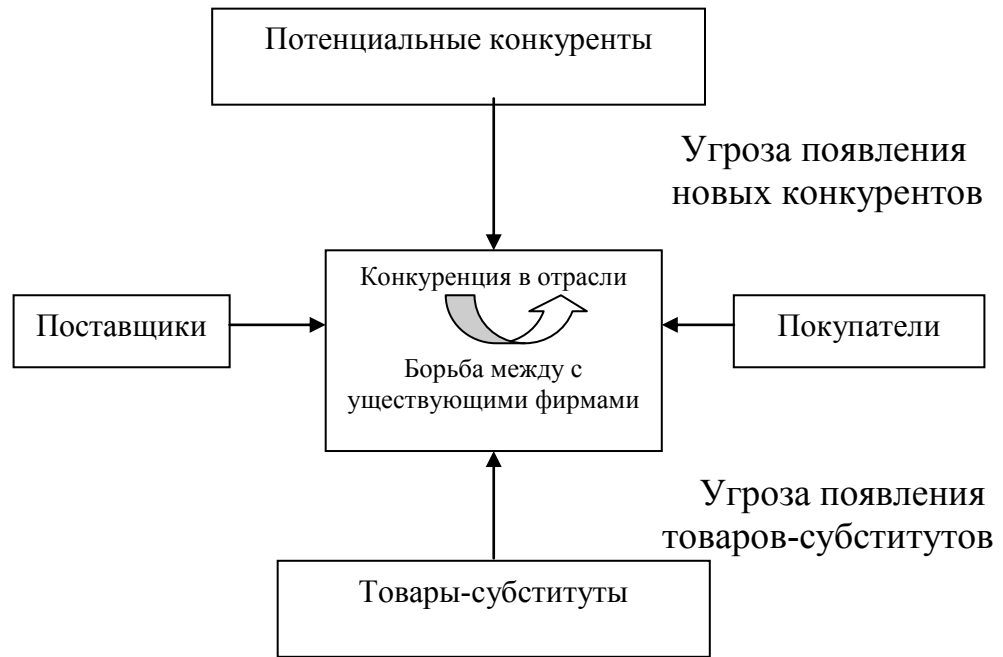 Потенциальные конкуренты
Угроза появления
новых конкурентов
Конкуренция в отрасли
Поставщики
Покупатели
Борьба между с
уществующими фирмами
Угроза появления
товаров-субститутов
Товары-субституты